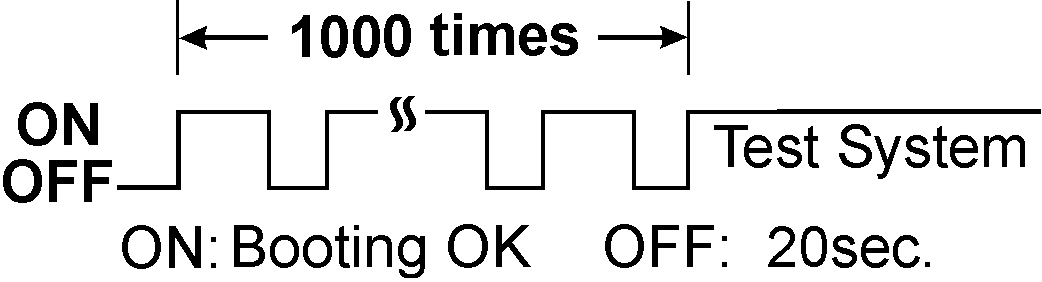 1000 times
ON
OFF
Test System
ON: Booting OK OFF: 20sec.